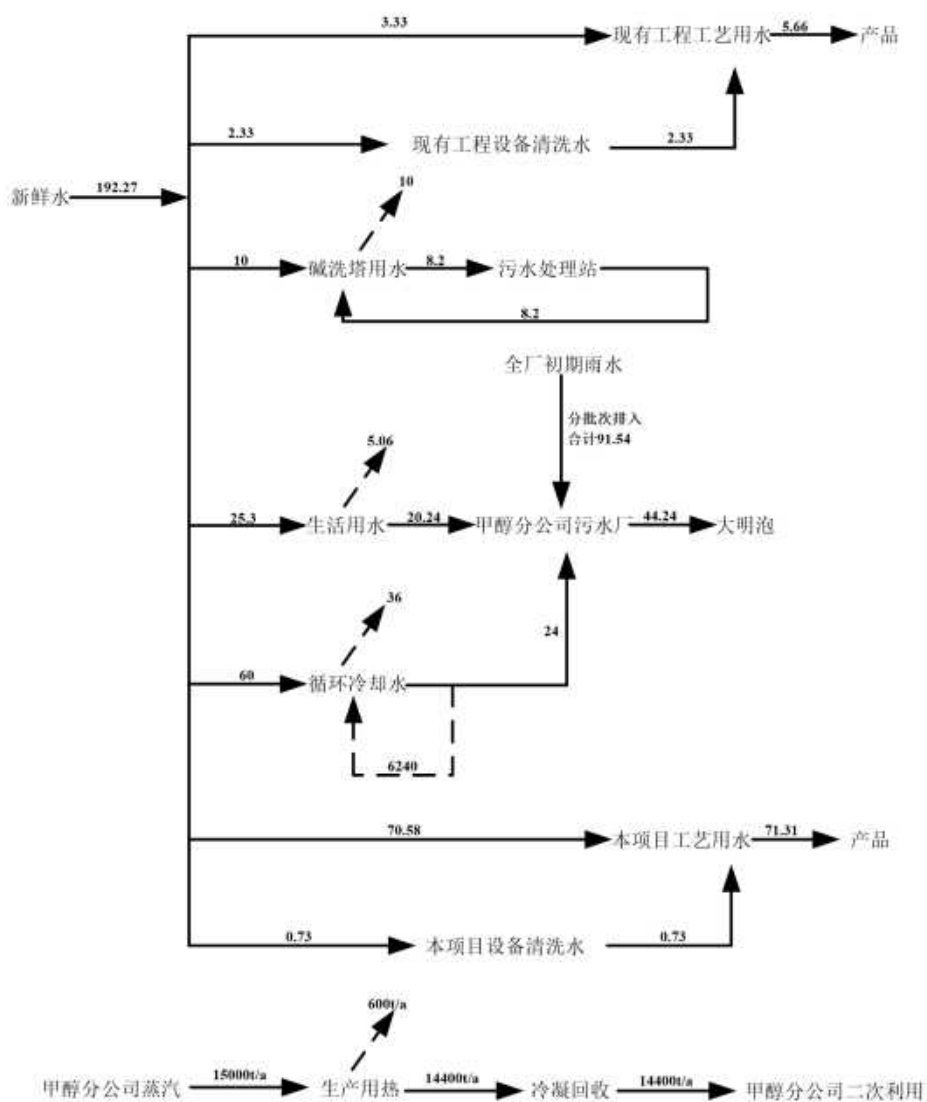 3.33
现有工程工艺用水
5.66
产品
2.33
现有工程设备清洗水
2.33
新鲜水
192.27
10
10
碱洗塔用水
8.2
污水处理站
8.2
全厂初期雨水
分批次排入
合计91.54
5.06
25.3
生活用水
20.24
甲醇分公司污水厂
44.24
大明泡
36
24
60
循环冷却水
6240
70.58
本项目工艺用水
71.31
产品
0.73
本项目设备清洗水
0.73
600t/a
甲醇分公司蒸汽
15000t/a
生产用热
14400t/a
冷凝回收
14400t/a
甲醇分公司二次利用